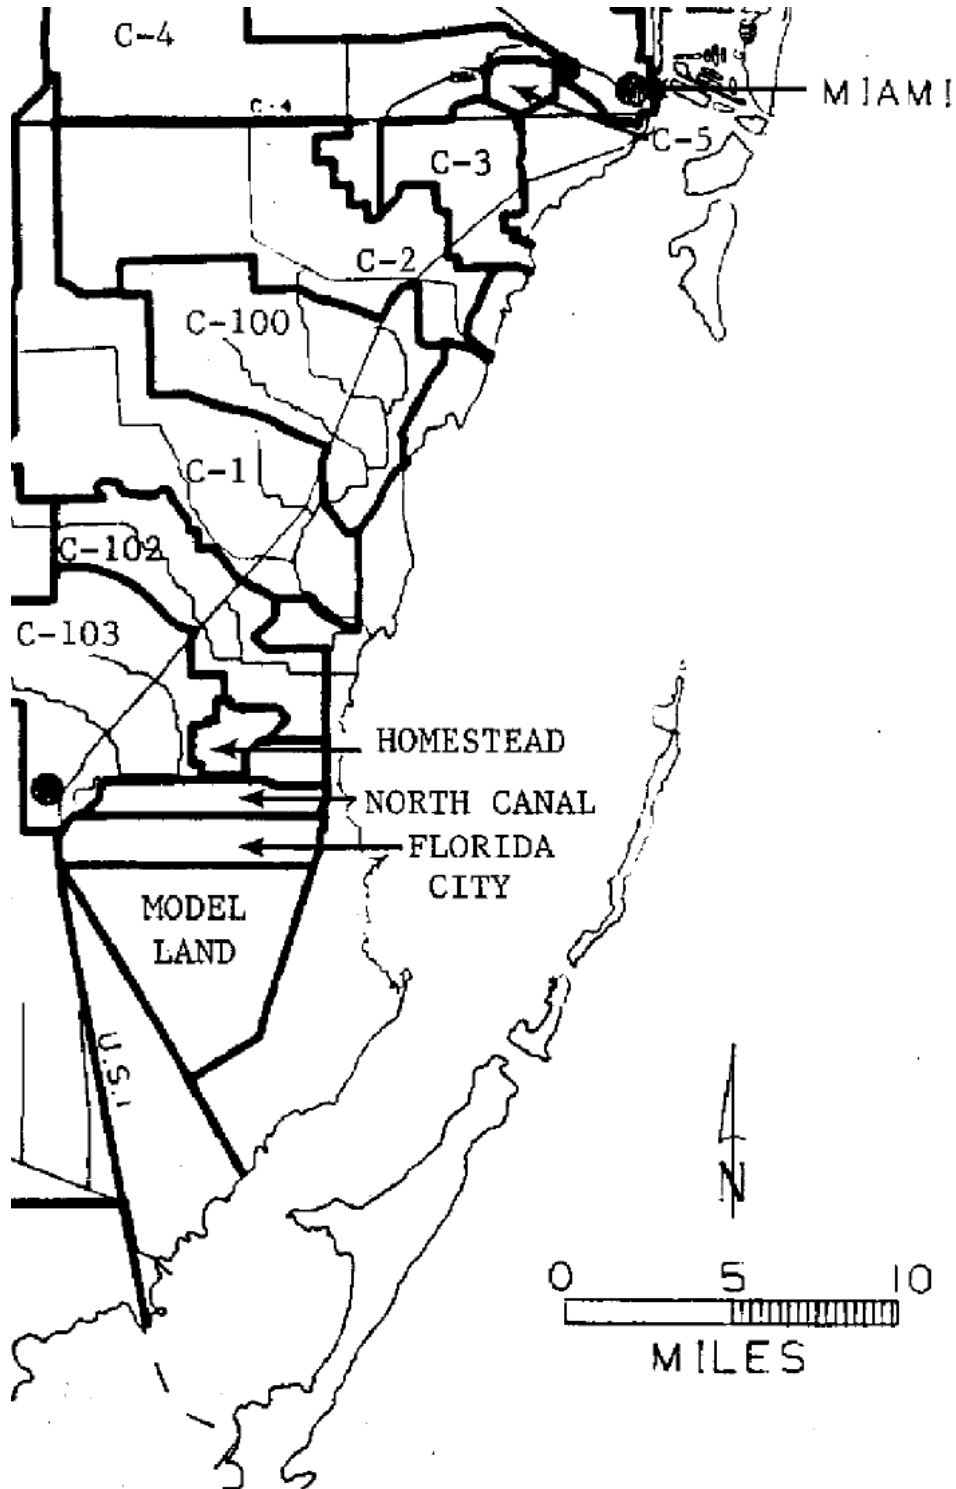 C-4
MIAMI
C-4
C-5
C-3
C-2
C-100
C-1
C-102
C-103
HOMESTEAD
NORTH CANAL
FLORIDA
CITY
MODEL
LAND
U.S.1
N
0 5 10
MILES